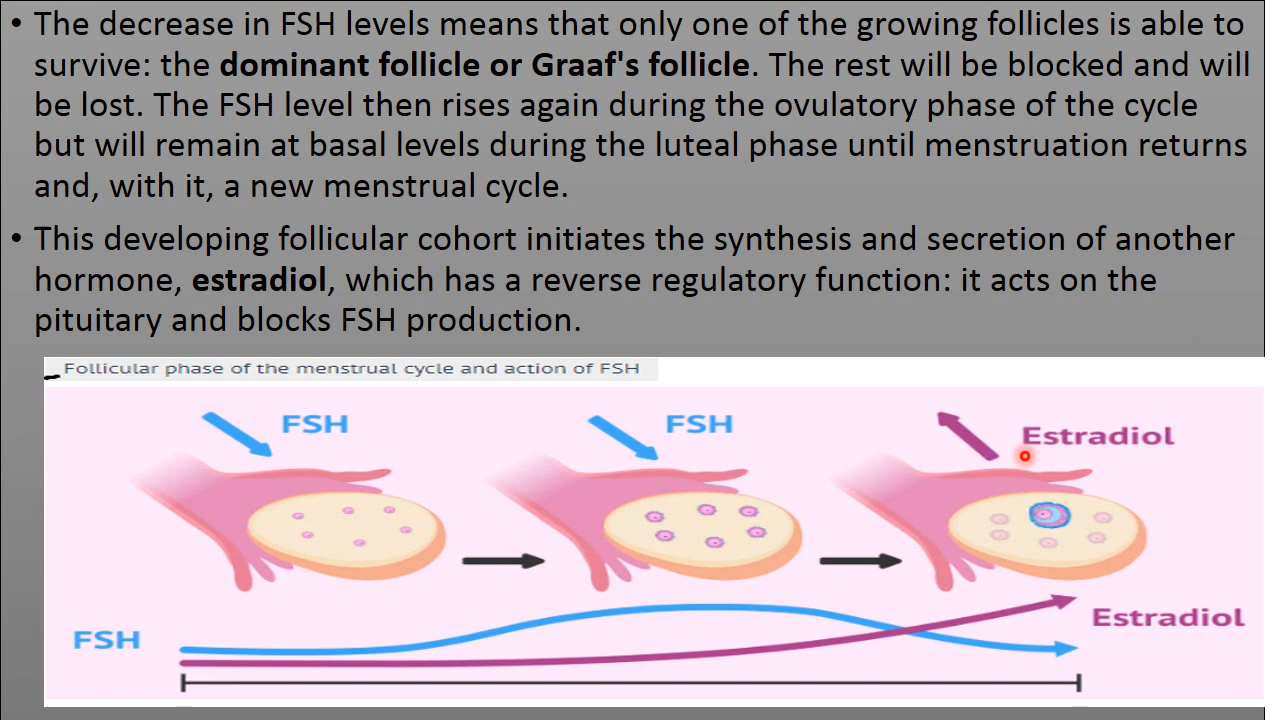 • The decrease in FSH levels means that only one of the growing follicles is able to
survive: the dominant follicle or Graaf's follicle. The rest will be blocked and will
be lost. The FSH level then rises again during the ovulatory phase of the cycle
but will remain at basal levels during the luteal phase until menstruation returns
and, with it, a new menstrual cycle.
• This developing follicular cohort initiates the synthesis and secretion of another
hormone, estradiol, which has a reverse regulatory function: it acts on the
pituitary and blocks FSH production.
Follicular phase of the menstrual cycle and action of FSH
FSH
FSH
Estradiol
FSH
Estradiol